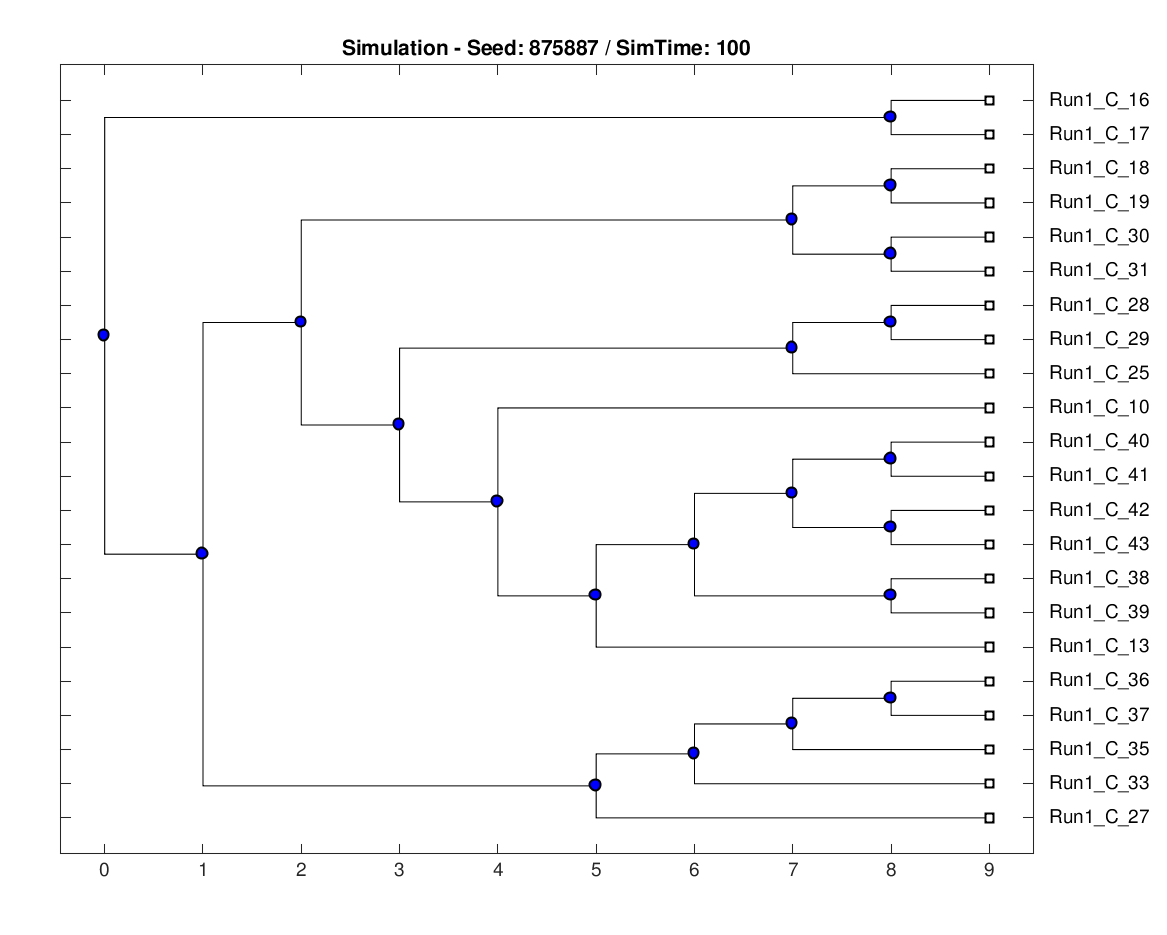 Simulation - Seed: 875887 / SimTime: 100
Run1_C_16
Run1_C_17
Run1_C_18
Run1_C_19
Run1_C_30
Run1_C_31
Run1_C_28
Run1_C_29
Run1_C_25
Run1_C_10
Run1_C_40
Run1_C_41
Run1_C_42
Run1_C_43
Run1_C_38
Run1_C_39
Run1_C_13
Run1_C_36
Run1_C_37
Run1_C_35
Run1_C_33
Run1_C_27
0 1 2 3 4 5 6 7 8 9